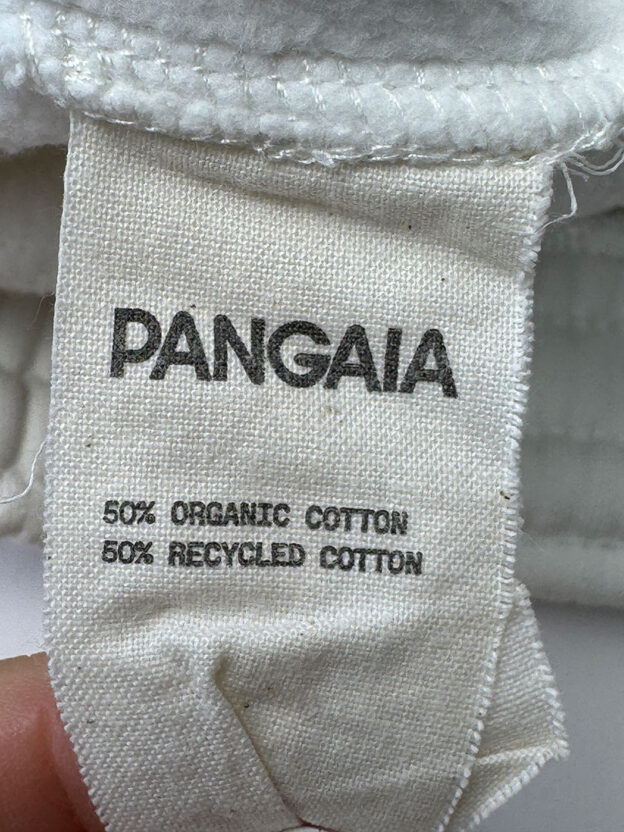 PANGAIA
50% ORGANIC COTTON
50% RECYCLED COTTON